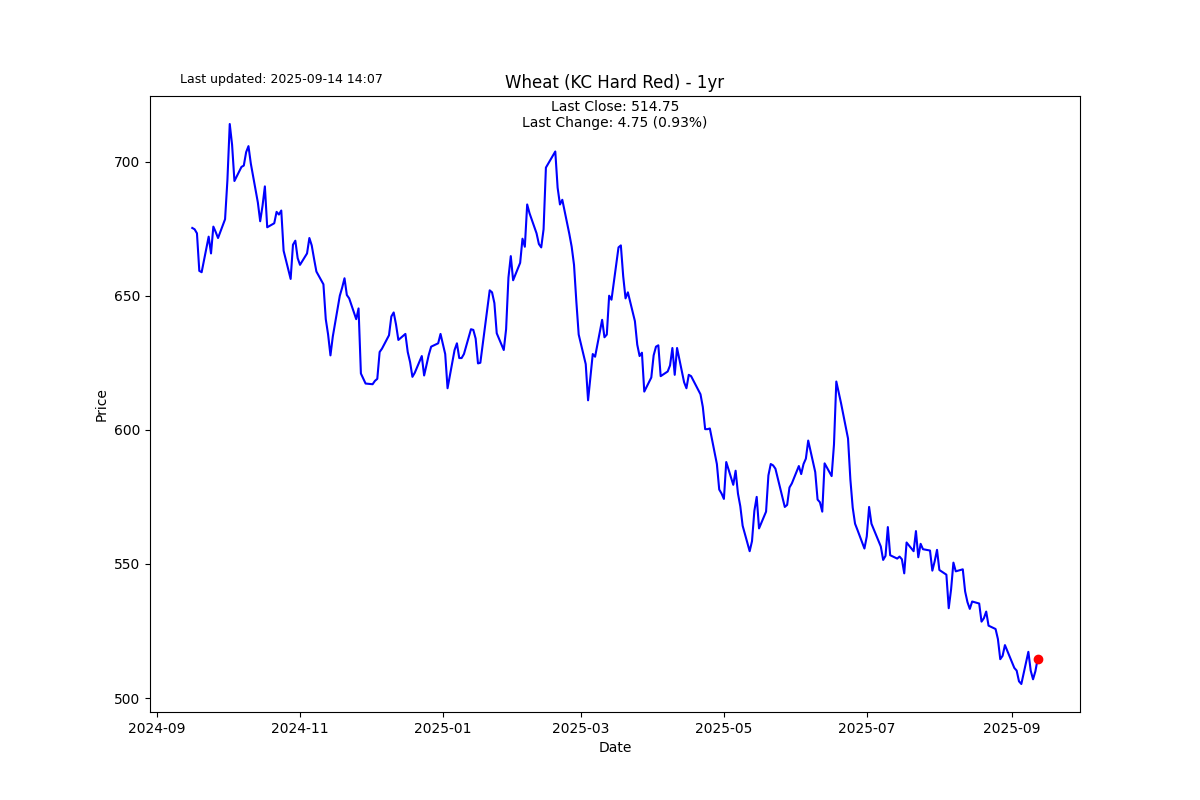 Last updated: 2025-09-14 14:07
Wheat (KC Hard Red) - 1yr
Last Close: 514.75
Last Change: 4.75 (0.93%)
700
650
600
550
500
Price
2024-09
2024-11
2025-01
2025-03
2025-05
2025-07
2025-09
Date